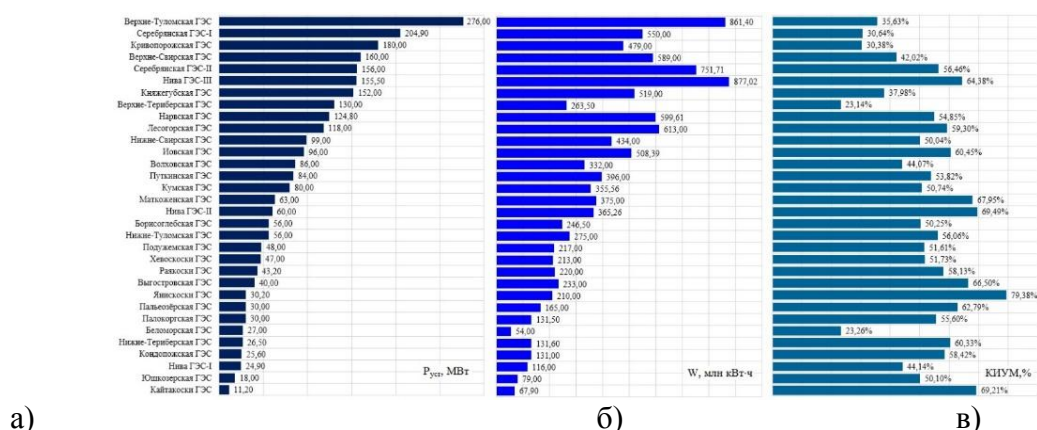 Верхне-Туломская ГЭС 276,00 861,40 35,63%
Серебрянская ГЭС-I 204,90 550,00 30,64%
Кривопорожская ГЭС 180,00 479,00 30,38%
Верхне-Свирская ГЭС 160,00 589,00 42,02%
Серебрянская ГЭС-II 156,00 751,71 56,46%
Нива ГЭС-III 155,50 877,02 64,38%
Княжегубская ГЭС 152,00 519,00 37,98%
Верхне-Териберская ГЭС 130,00 263,50 23,14%
Нарвская ГЭС 124,80 599,61 54,85%
Лесогорская ГЭС 118,00 613,00 59,30%
Нижне-Свирская ГЭС 99,00 434,00 50,04%
Иовская ГЭС 96,00 508,39 60,45%
Волховская ГЭС 86,00 332,00 44,07%
Путкинская ГЭС 84,00 396,00 53,82%
Кумская ГЭС 80,00 355,56 50,74%
Маткоженская ГЭС 63,00 375,00 67,95%
Нива ГЭС-II 60,00 365,26 69,49%
Борисоглебская ГЭС 56,00 246,50 50,25%
Нижне-Туломская ГЭС 56,00 275,00 56,06%
Подужемская ГЭС 48,00 217,00 51,61%
Хевоскоски ГЭС 47,00 213,00 51,73%
Раякоски ГЭС 43,20 220,00 58,13%
Выгостровская ГЭС 40,00 233,00 66,50%
Янискоски ГЭС 30,20 210,00 79,38%
Пальеозёрская ГЭС 30,00 165,00 62,79%
Палокоргская ГЭС 30,00 131,50 55,60%
Беломорская ГЭС 27,00 54,00 23,26%
Нижне-Териберская ГЭС 26,50 131,60 60,33%
Кондопожская ГЭС 25,60 131,00 58,42%
Нива ГЭС-I 24,90 116,00 44,14%
Юшкозерская ГЭС 18,00 79,00 50,10%
Кайтакоски ГЭС 11,20 67,90 69,21%
Pуст, МВт W, млн кВт·ч КИУМ,%
а) б) в)